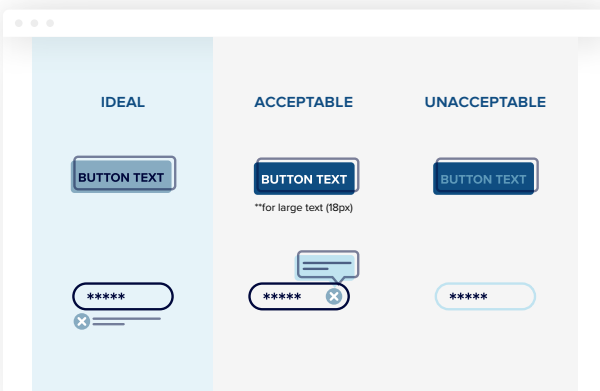 IDEAL
ACCEPTABLE
UNACCEPTABLE
BUTTON TEXT
BUTTON TEXT
BUTTON TEXT
**for large text (18px)
*****
*****
*****